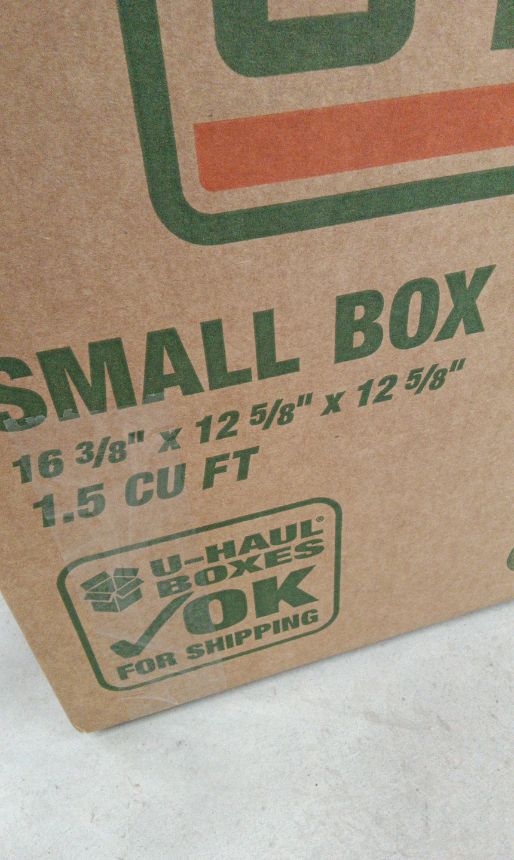 SMALL BOX
16 3/8" x 12 5/8" x 12 5/8"
1.5 CU FT
U-HAUL®
BOXES
OK
FOR SHIPPING